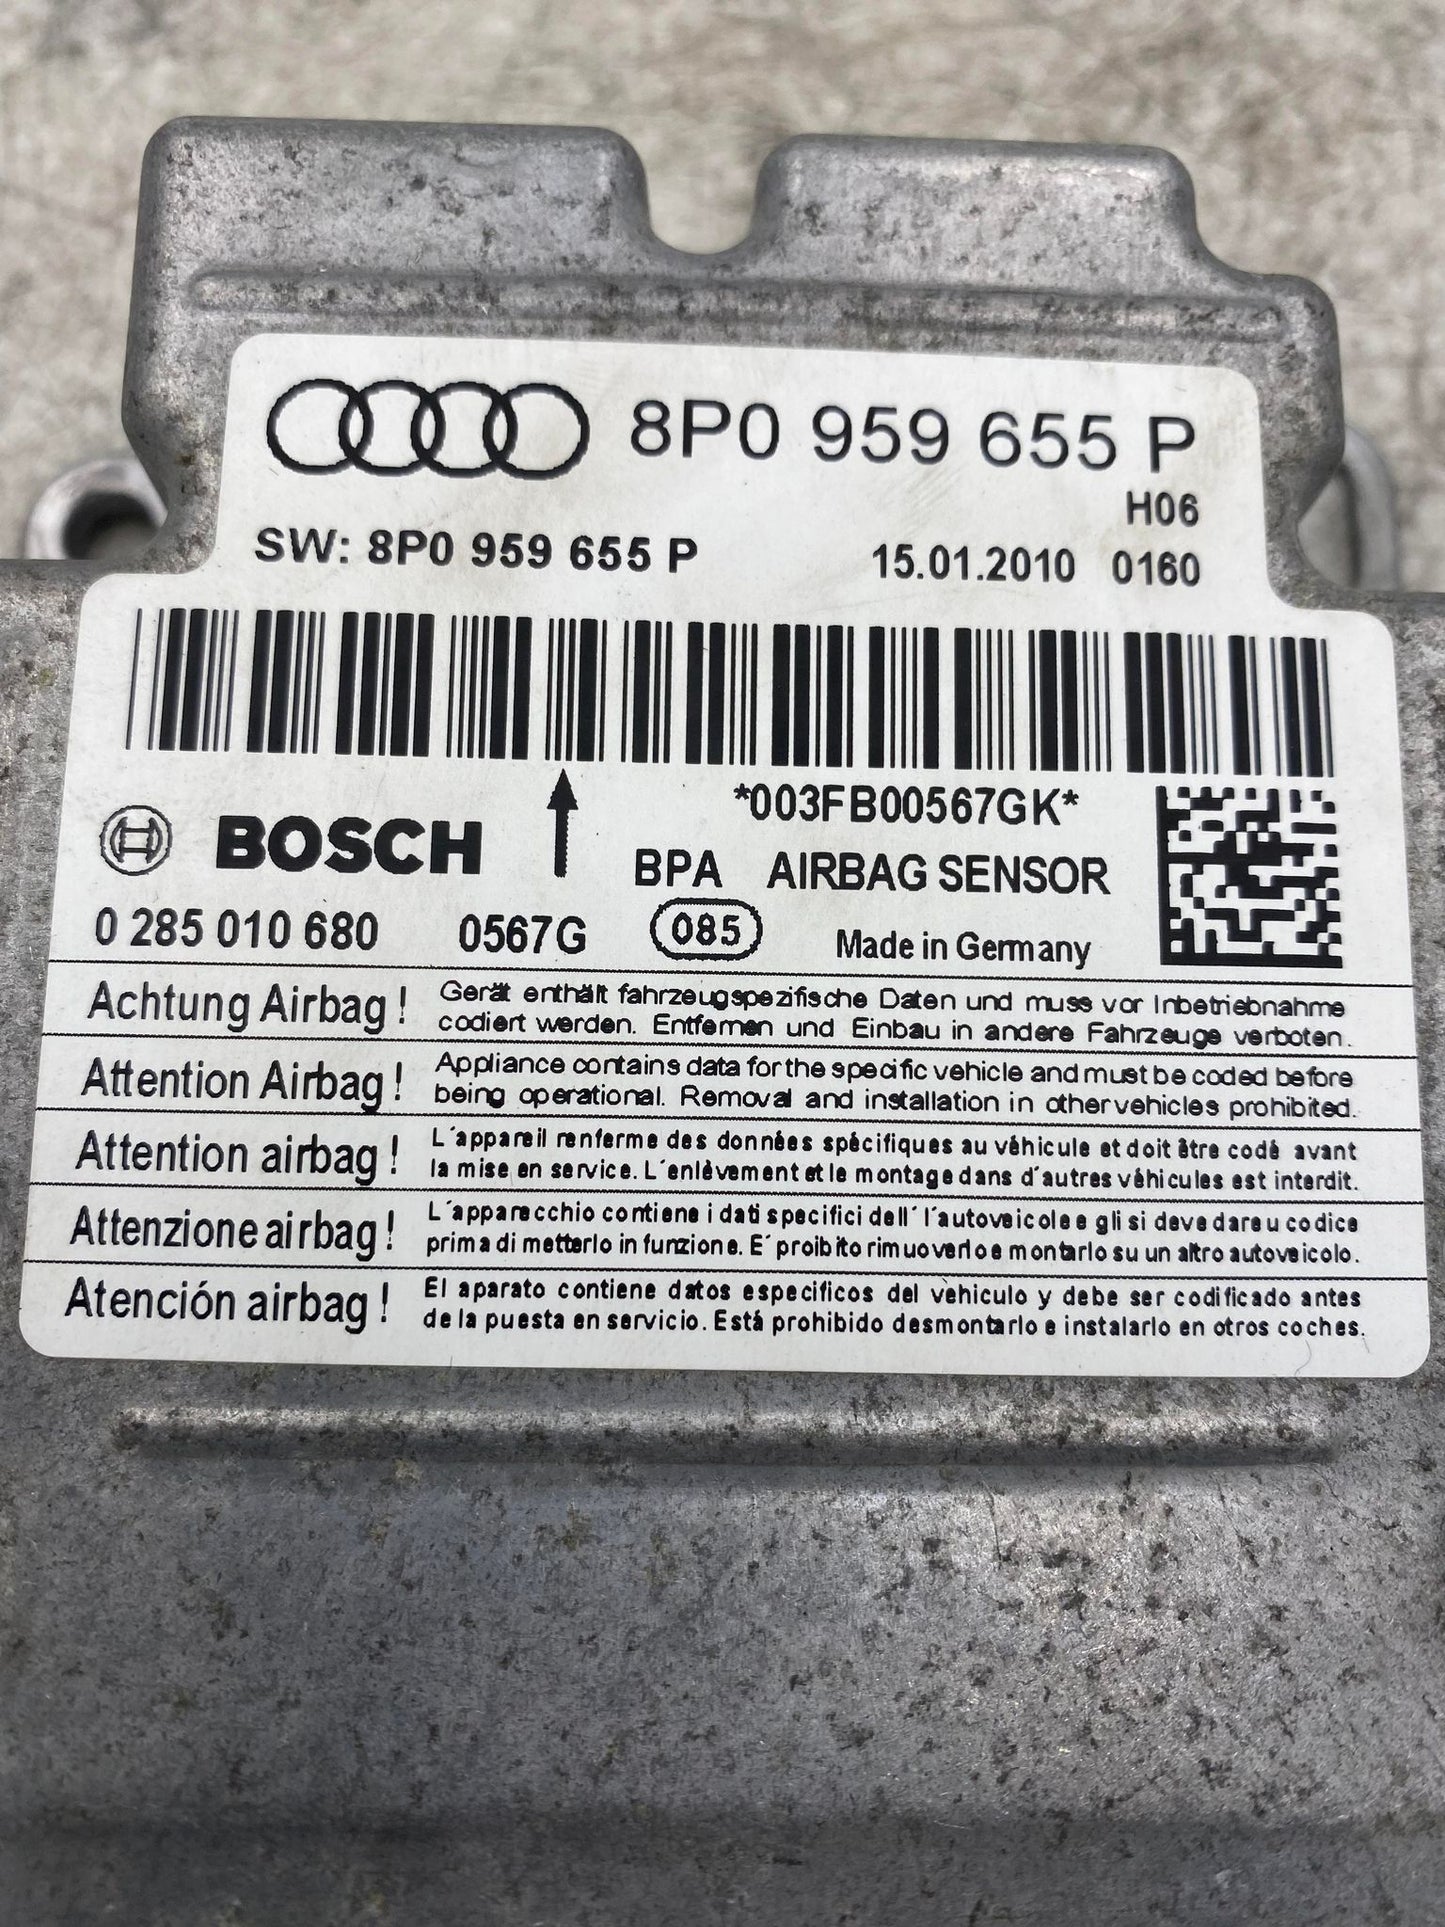 8P0 959 655 P
H06
SW: 8P0 959 655 P 15.01.2010 0160
*003FB00567GK*
BOSCH BPA AIRBAG SENSOR
0 285 010 680 0567G 085 Made in Germany
Achtung Airbag! Gerät enthält fahrzeugspezifische Daten und muss vor Inbetriebnahme
codiert werden. Entfernen und Einbau in andere Fahrzeuge verboten.
Attention Airbag! Appliance contains data for the specific vehicle and must be coded before
being operational. Removal and installation in other vehicles prohibited.
Attention airbag! L´appareil renferme des données spécifiques au véhicule et doit être codé avant
la mise en service. L´enlèvement et le montage dans d´autres véhicules est interdit.
Attenzione airbag! L´apparecchio contiene i dati specifici dell´ l´autoveicolo e gli si deve dare u codice
prima di metterlo in funzione. E´ proibito rimuoverlo e montarlo su un altro autoveicolo.
Atención airbag! El aparato contiene datos especificos del vèhiculo y debe ser codificado antes
de la puesta en servicio. Está prohibido desmontarlo e instalarlo en otros coches.